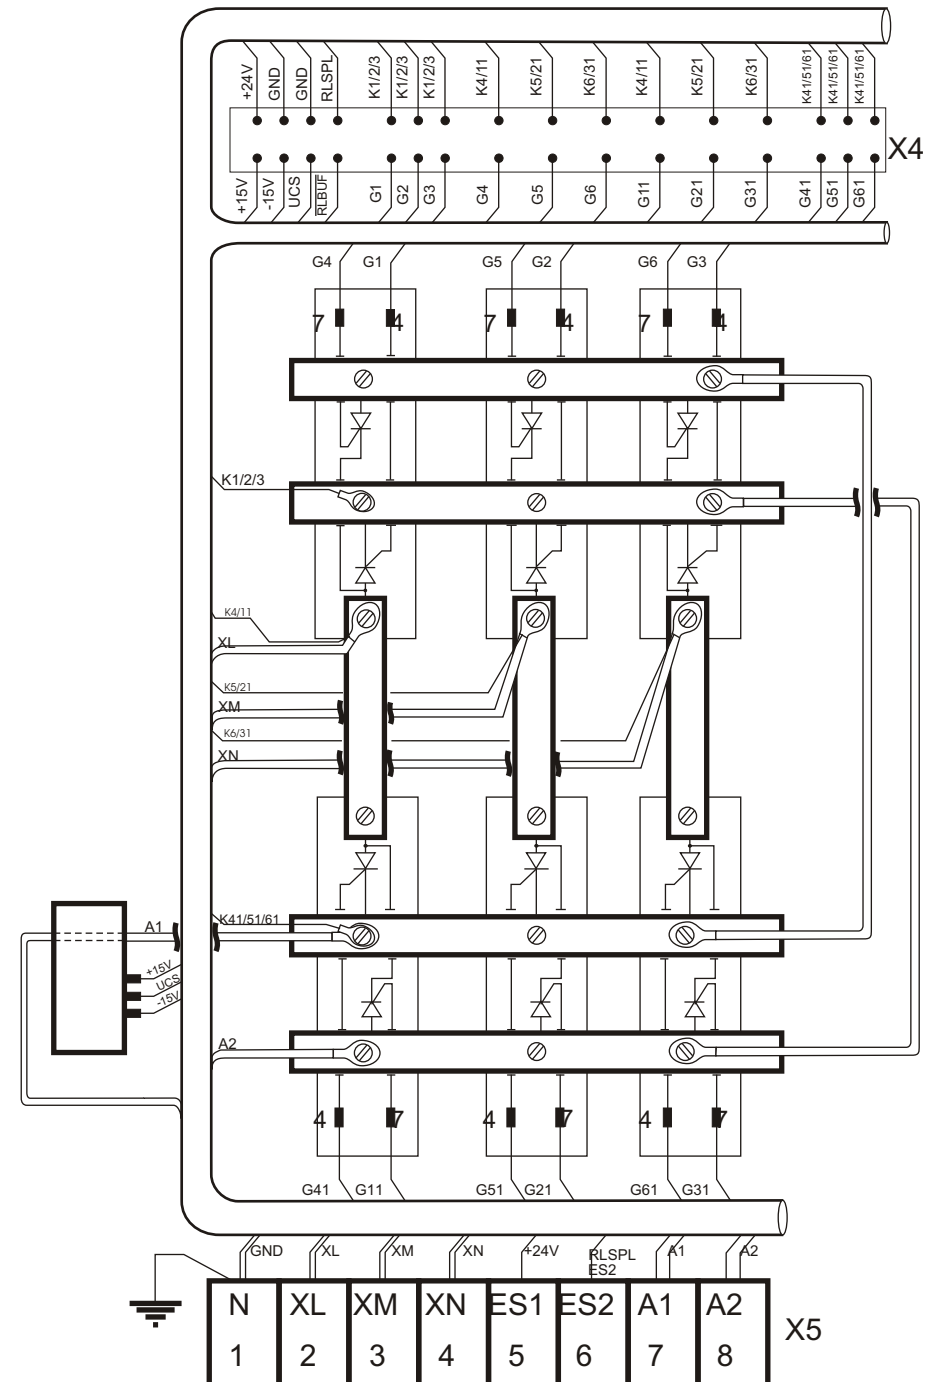 +24V GND GND RLSPL K1/2/3 K1/2/3 K1/2/3 K4/11 K5/21 K6/31 K4/11 K5/21 K6/31 K41/51/61 K41/51/61 K41/51/61
X4
+15V -15V UCS RLBUF G1 G2 G3 G4 G5 G6 G11 G21 G31 G41 G51 G61
G4 G1 G5 G2 G6 G3
7 4 7 4 7 4
K1/2/3
K4/11
XL
K5/21
XM
K6/31
XN
K41/51/61
A1
+15V
UCS
-15V
A2
4 7 4 7 4 7
G41 G11 G51 G21 G61 G31
GND XL XM XN +24V RLSPL A1 A2
ES2
N XL XM XN ES1 ES2 A1 A2
X5
1 2 3 4 5 6 7 8